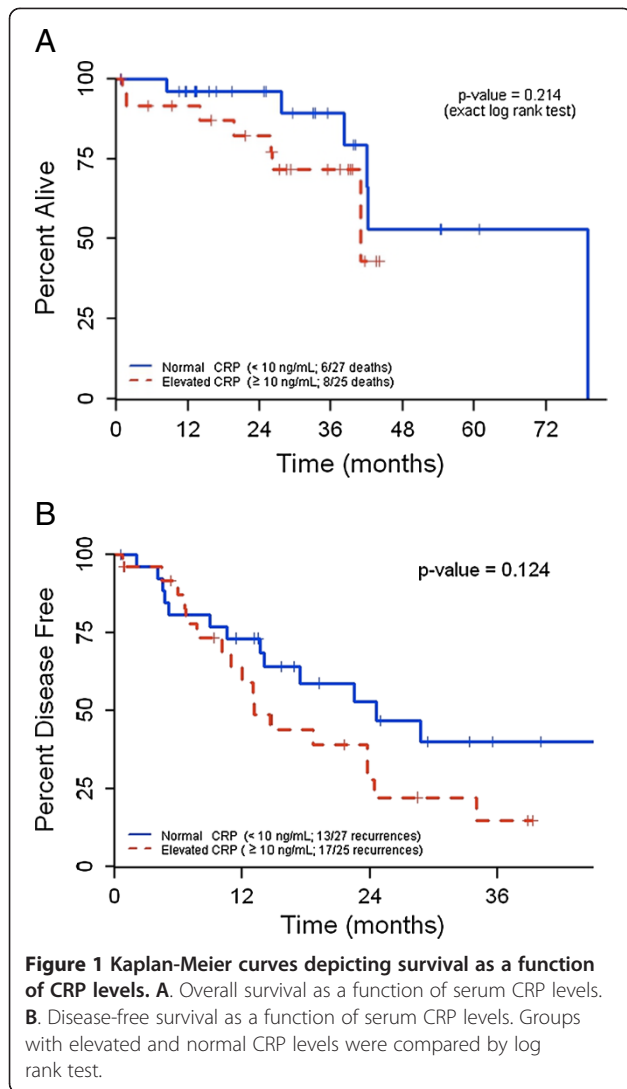 A
100
75
50
25
0
Percent Alive
p-value = 0.214
(exact log rank test)
Normal CRP (< 10 ng/mL; 6/27 deaths)
Elevated CRP (≥ 10 ng/mL; 8/25 deaths)
0 12 24 36 48 60 72
Time (months)
B
100
75
50
25
0
Percent Disease Free
p-value = 0.124
Normal CRP (< 10 ng/mL; 13/27 recurrences)
Elevated CRP (≥ 10 ng/mL; 17/25 recurrences)
0 12 24 36
Time (months)
Figure 1 Kaplan-Meier curves depicting survival as a function
of CRP levels. A. Overall survival as a function of serum CRP levels.
B. Disease-free survival as a function of serum CRP levels. Groups
with elevated and normal CRP levels were compared by log
rank test.